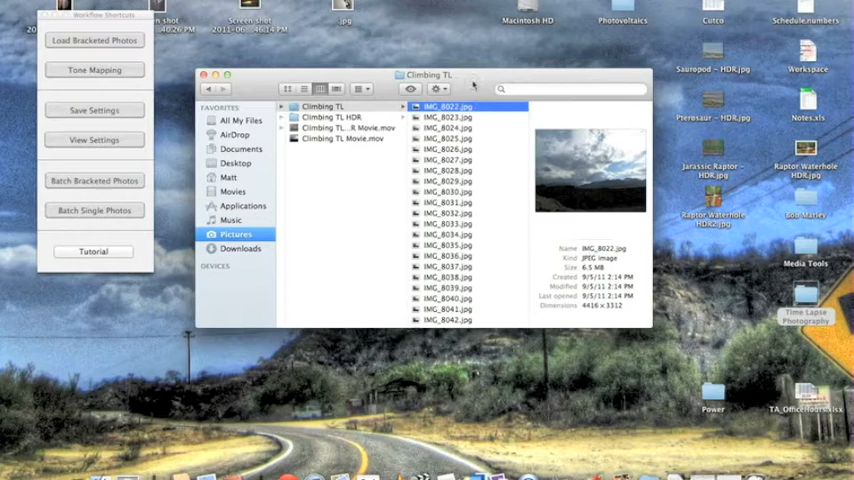 Workflow Shortcuts
Load Bracketed Photos
Tone Mapping
Save Settings
View Settings
Batch Bracketed Photos
Batch Single Photos
Tutorial
Screen shot
2011-06...46.14 PM
.jpg
Macintosh HD
Photovoltaics
Cutco
Schedule.numbers
Climbing TL
FAVORITES
All My Files
AirDrop
Documents
Desktop
Matt
Movies
Applications
Music
Pictures
Downloads
DEVICES
Climbing TL
Climbing TL HDR
Climbing TL...R Movie.mov
Climbing TL Movie.mov
IMG_8022.jpg
IMG_8023.jpg
IMG_8024.jpg
IMG_8025.jpg
IMG_8026.jpg
IMG_8027.jpg
IMG_8028.jpg
IMG_8029.jpg
IMG_8030.jpg
IMG_8031.jpg
IMG_8032.jpg
IMG_8033.jpg
IMG_8034.jpg
IMG_8035.jpg
IMG_8036.jpg
IMG_8037.jpg
IMG_8038.jpg
IMG_8039.jpg
IMG_8040.jpg
IMG_8041.jpg
IMG_8042.jpg
Name IMG_8022.jpg
Kind JPEG image
Size 6.5 MB
Created 9/5/11 2:14 PM
Modified 9/5/11 2:14 PM
Last opened 9/5/11 2:14 PM
Dimensions 4416 × 3312
Sauropod - HDR.jpg
Workspace
Pterosaur - HDR.jpg
Notes.xls
Jurassic Raptor -
HDR.jpg
Raptor Waterhole
HDR.jpg
Raptor Waterhole
HDR2.jpg
Bob Marley
Media Tools
Time Lapse
Photography
Power
TA_OfficeHours.xlsx